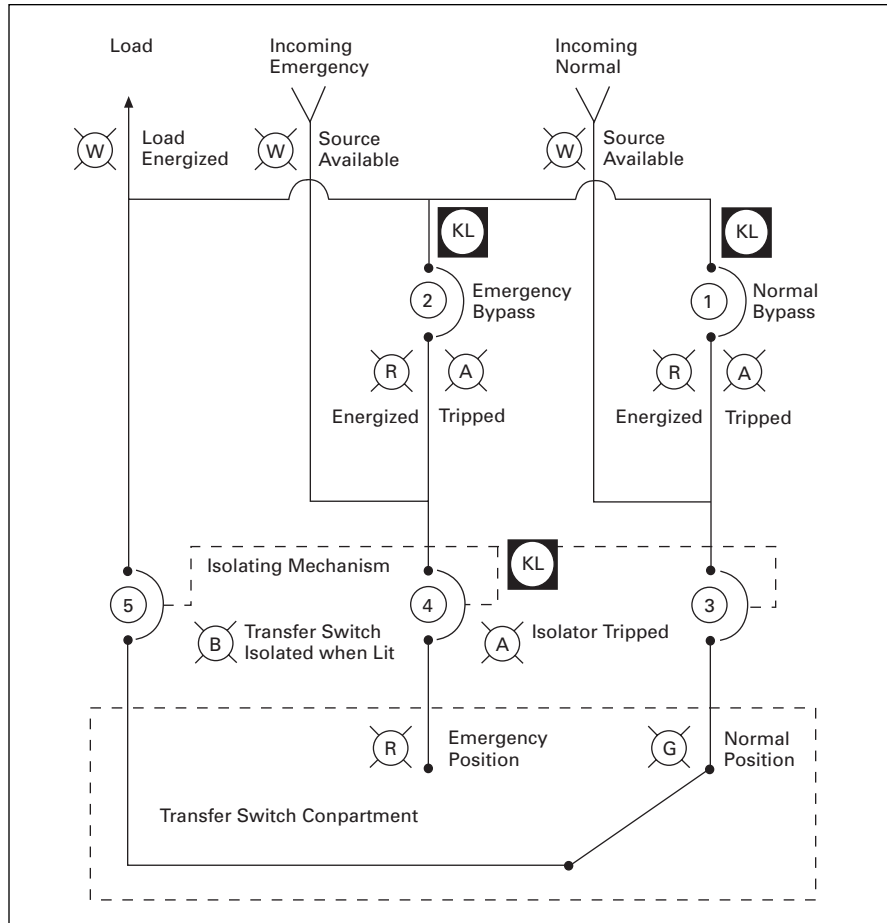 Load
Incoming
Emergency
Incoming
Normal
W
Load
Energized
W
Source
Available
W
Source
Available
KL
KL
2
Emergency
Bypass
1
Normal
Bypass
R
A
R
A
Energized
Tripped
Energized
Tripped
Isolating Mechanism
KL
5
4
3
B
Transfer Switch
Isolated when Lit
A
Isolator Tripped
R
Emergency
Position
G
Normal
Position
Transfer Switch Conpartment